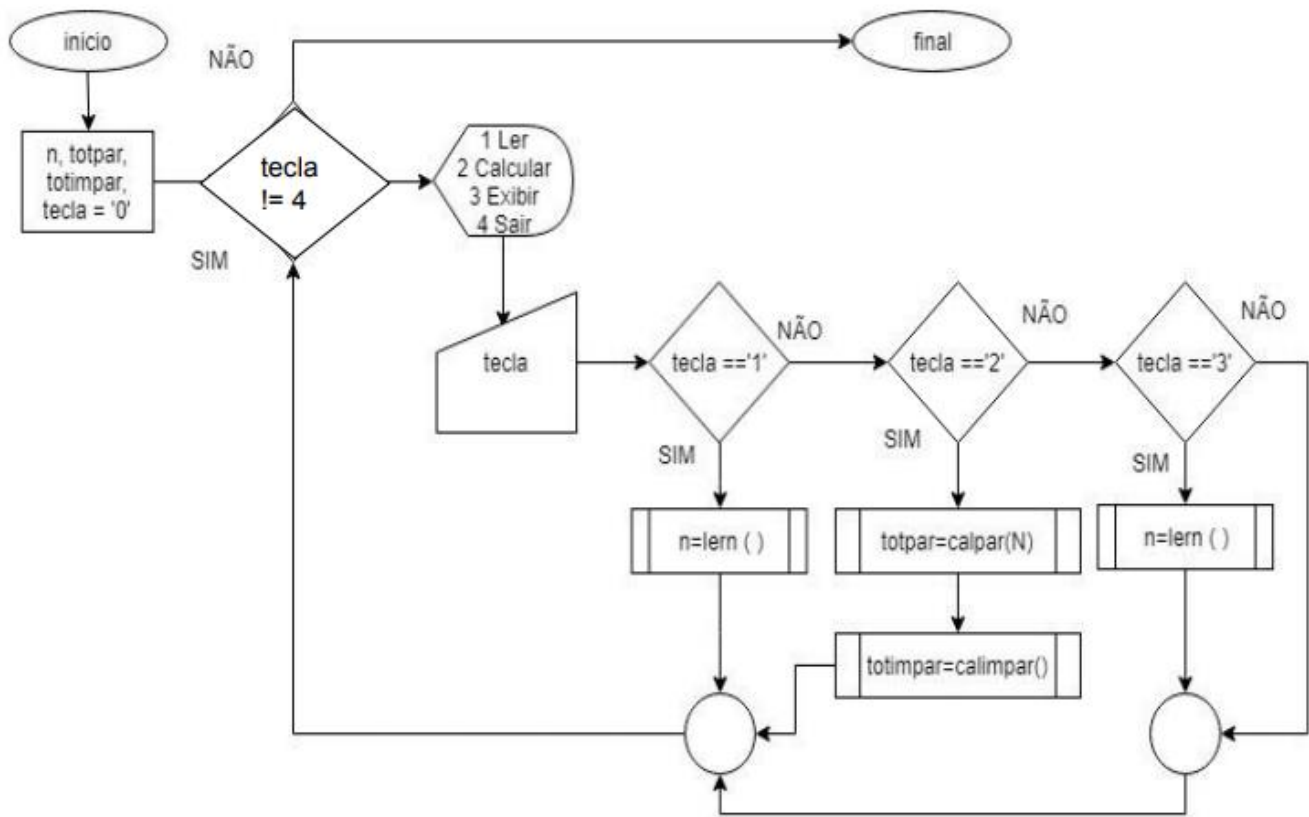 inicio
NÃO
final
n, totpar,
totimpar,
tecla = '0'
tecla
!= 4
SIM
1 Ler
2 Calcular
3 Exibir
4 Sair
tecla
tecla =='1'
NÃO
SIM
tecla =='2'
NÃO
SIM
tecla =='3'
NÃO
SIM
n=lern ( )
totpar=calpar(N)
n=lern ( )
totimpar=calimpar()